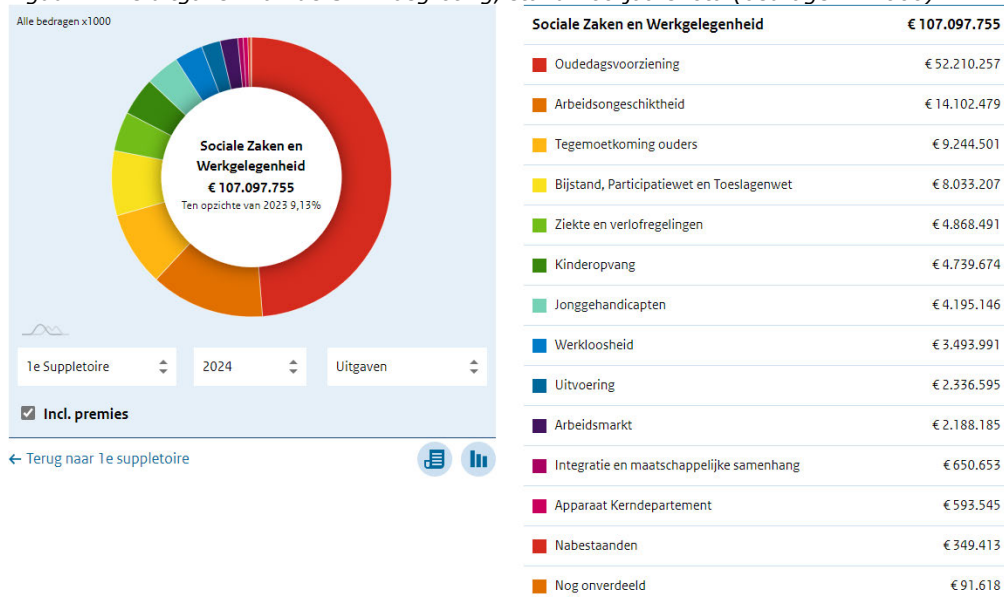 Alle bedragen x1000
Sociale Zaken en
Werkgelegenheid
€ 107.097.755
Ten opzichte van 2023 9,13%
1e Suppletoire
2024
Uitgaven
Incl. premies
← Terug naar 1e suppletoire
Sociale Zaken en Werkgelegenheid € 107.097.755
Oudedagsvoorziening € 52.210.257
Arbeidsongeschiktheid € 14.102.479
Tegemoetkoming ouders € 9.244.501
Bijstand, Participatiewet en Toeslagenwet € 8.033.207
Ziekte en verlofregelingen € 4.868.491
Kinderopvang € 4.739.674
Jonggehandicapten € 4.195.146
Werkloosheid € 3.493.991
Uitvoering € 2.336.595
Arbeidsmarkt € 2.188.185
Integratie en maatschappelijke samenhang € 650.653
Apparaat Kerndepartement € 593.545
Nabestaanden € 349.413
Nog onverdeeld € 91.618